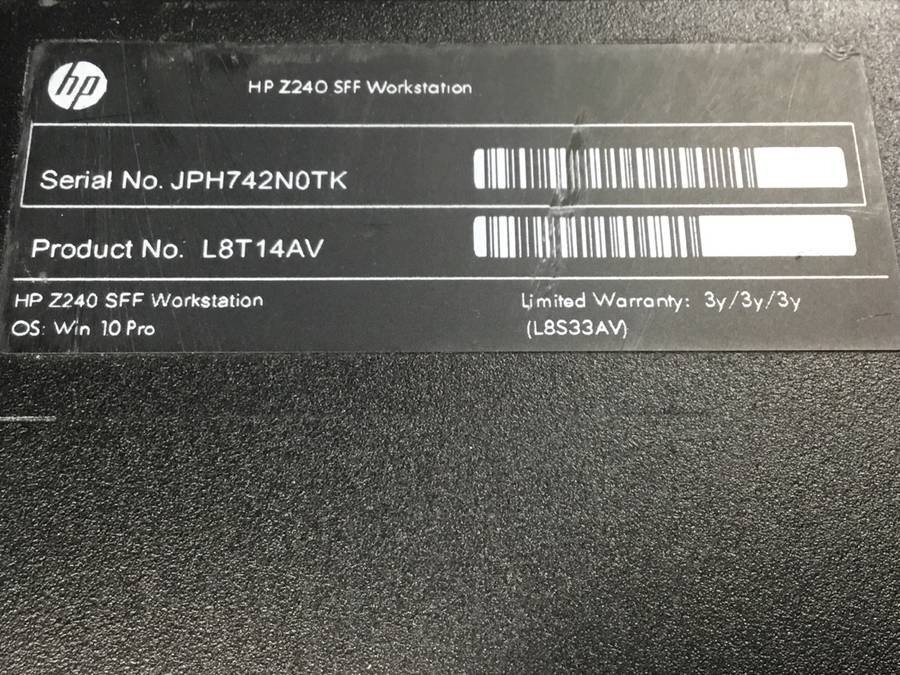 hp
HP Z240 SFF Workstation
Serial No. JPH742N0TK
Product No. L8T14AV
HP Z240 SFF Workstation
OS: Win 10 Pro
Limited Warranty: 3y/3y/3y
(L8S33AV)